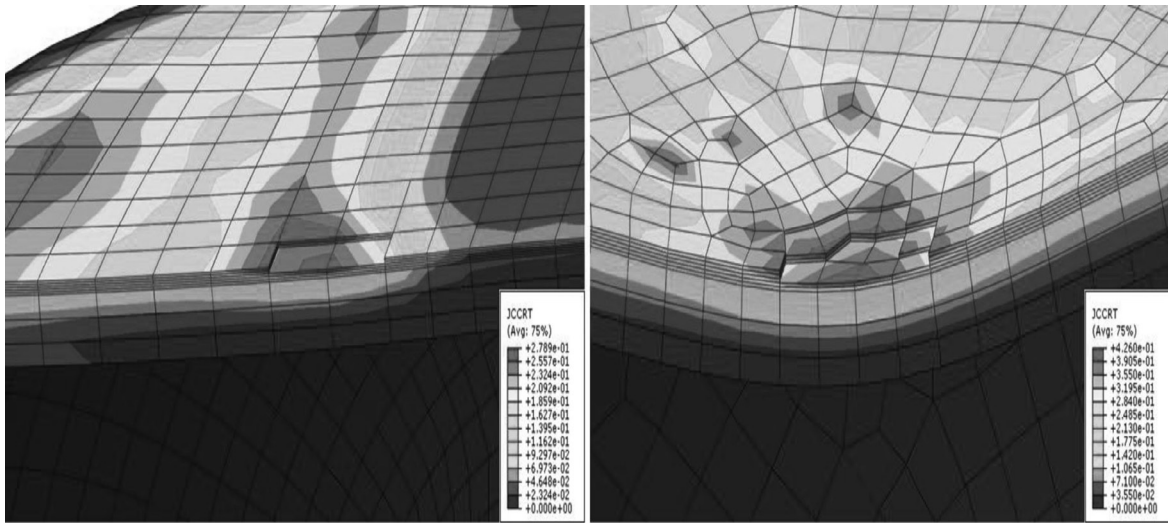 JCCRT
(Avg: 75%)
+2.789e-01
+2.557e-01
+2.324e-01
+2.092e-01
+1.859e-01
+1.627e-01
+1.395e-01
+1.162e-01
+9.297e-02
+6.973e-02
+4.648e-02
+2.324e-02
+0.000e+00
JCCRT
(Avg: 75%)
+4.260e-01
+3.905e-01
+3.550e-01
+3.195e-01
+2.840e-01
+2.485e-01
+2.130e-01
+1.775e-01
+1.420e-01
+1.065e-01
+7.100e-02
+3.550e-02
+0.000e+00